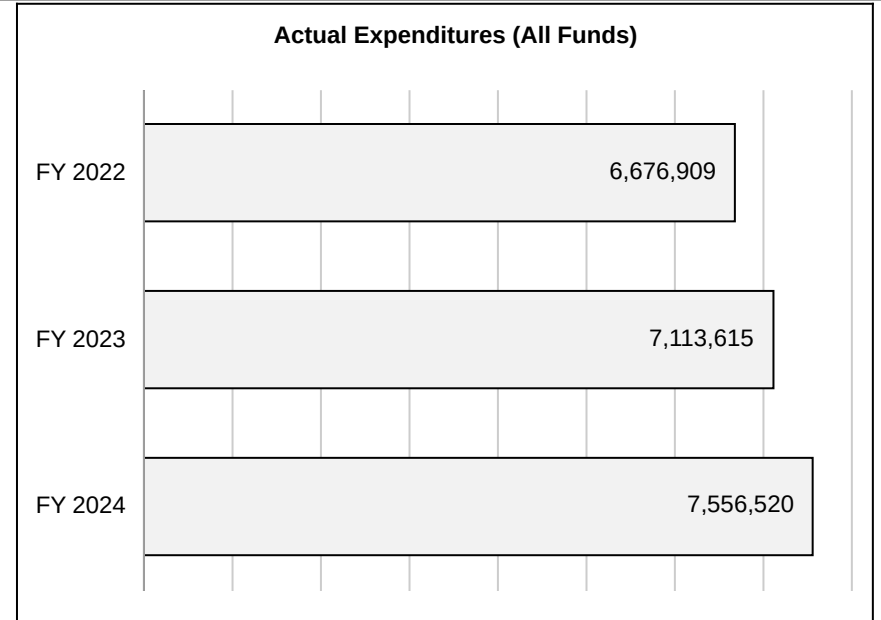 Actual Expenditures (All Funds)
FY 2022 6,676,909
FY 2023 7,113,615
FY 2024 7,556,520